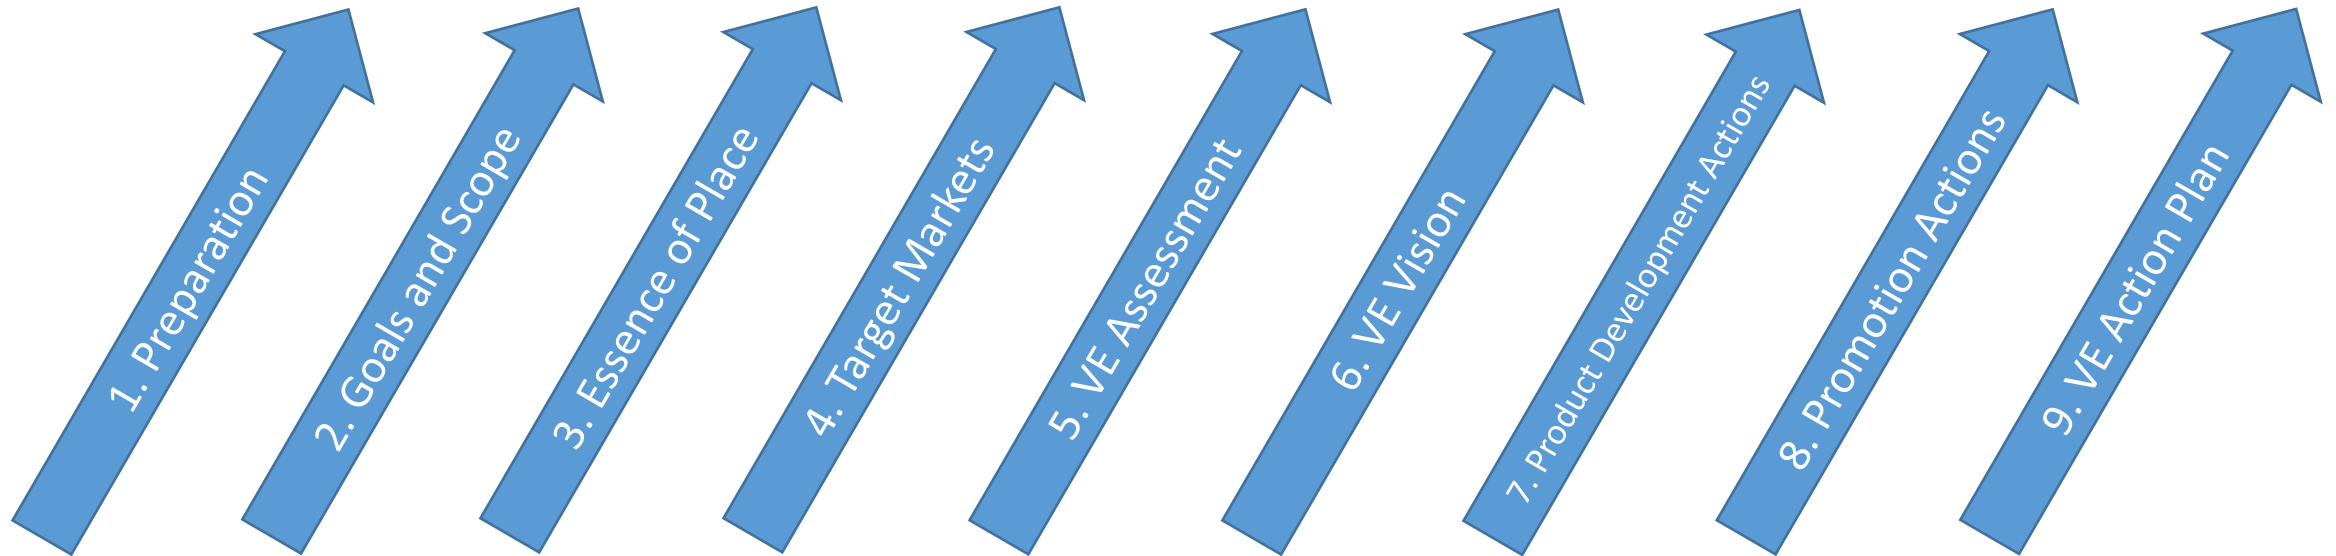 1. Preparation
2. Goals and Scope
3. Essence of Place
4. Target Markets
5. VE Assessment
6. VE Vision
7. Product Development Actions
8. Promotion Actions
9. VE Action Plan